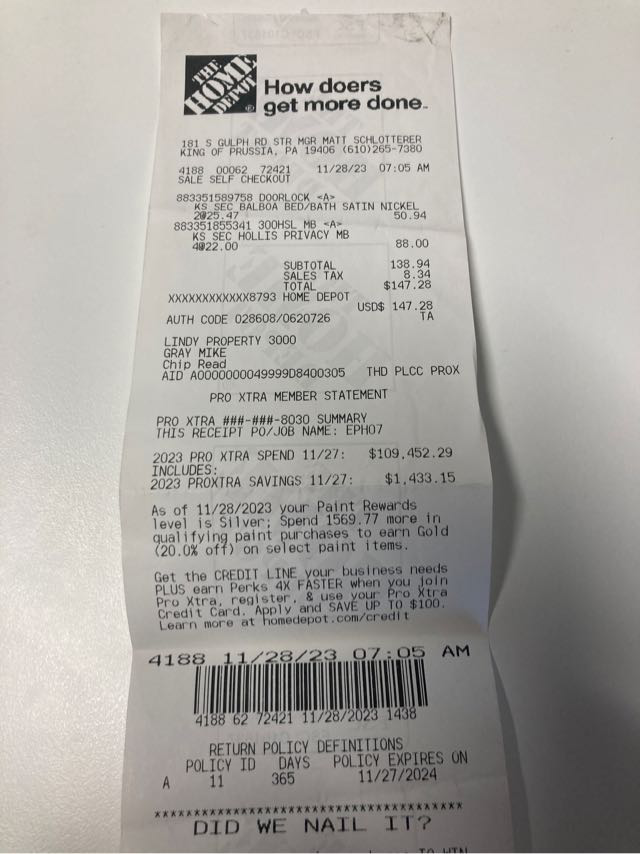 THE
HOME
DEPOT
How doers
get more done.
181 S GULPH RD STR MGR MATT SCHLOTTERER
KING OF PRUSSIA, PA 19406 (610)265-7380
4188 00062 72421 11/28/23 07:05 AM
SALE SELF CHECKOUT
883351589758 DOORLOCK <A>
KS SEC BALBOA BED/BATH SATIN NICKEL
2@25.47 50.94
883351855341 300HSL MB <A>
KS SEC HOLLIS PRIVACY MB
4@22.00 88.00
SUBTOTAL 138.94
SALES TAX 8.34
TOTAL $147.28
XXXXXXXXXXXX8793 HOME DEPOT
USD$ 147.28
AUTH CODE 028608/0620726 TA
LINDY PROPERTY 3000
GRAY MIKE
Chip Read
AID A0000000049999D8400305 THD PLCC PROX
PRO XTRA MEMBER STATEMENT
PRO XTRA ###-###-8030 SUMMARY
THIS RECEIPT PO/JOB NAME: EPH07
2023 PRO XTRA SPEND 11/27: $109,452.29
INCLUDES:
2023 PROXTRA SAVINGS 11/27: $1,433.15
As of 11/28/2023 your Paint Rewards
level is Silver; Spend 1569.77 more in
qualifying paint purchases to earn Gold
(20.0% off) on select paint items.
Get the CREDIT LINE your business needs
PLUS earn Perks 4X FASTER when you join
Pro Xtra, register, & use your Pro Xtra
Credit Card. Apply and SAVE UP TO $100.
Learn more at homedepot.com/credit
4188 11/28/23 07:05 AM
4188 62 72421 11/28/2023 1438
RETURN POLICY DEFINITIONS
POLICY ID DAYS POLICY EXPIRES ON
A 11 365 11/27/2024
****************************************
DID WE NAIL IT?